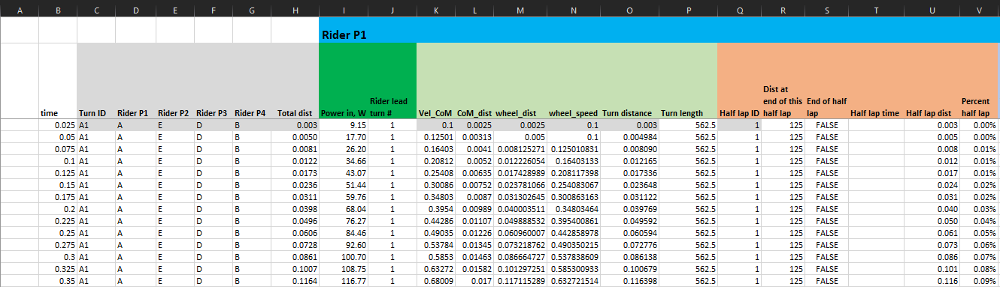 A B C D E F G H I J K L M N O P Q R S T U V
Rider P1
Dist at
Rider lead end of this End of half Percent
time Turn ID Rider P1 Rider P2 Rider P3 Rider P4 Total dist Power in, W turn # Vel_CoM CoM_dist wheel_dist wheel_speed Turn distance Turn length Half lap ID half lap lap Half lap time Half lap dist half lap
0.025 A1 A E D B 0.003 9.15 1 0.1 0.0025 0.0025 0.1 0.003 562.5 1 125 FALSE 0.003 0.00%
0.05 A1 A E D B 0.0050 17.70 1 0.12501 0.00313 0.005 0.1 0.004984 562.5 1 125 FALSE 0.005 0.00%
0.075 A1 A E D B 0.0081 26.20 1 0.16403 0.0041 0.008125271 0.125010831 0.008090 562.5 1 125 FALSE 0.008 0.01%
0.1 A1 A E D B 0.0122 34.66 1 0.20812 0.0052 0.012226054 0.16403133 0.012165 562.5 1 125 FALSE 0.012 0.01%
0.125 A1 A E D B 0.0173 43.07 1 0.25408 0.00635 0.017428989 0.208117398 0.017336 562.5 1 125 FALSE 0.017 0.01%
0.15 A1 A E D B 0.0236 51.44 1 0.30086 0.00752 0.023781066 0.254083067 0.023648 562.5 1 125 FALSE 0.024 0.02%
0.175 A1 A E D B 0.0311 59.76 1 0.34803 0.0087 0.031302645 0.300863163 0.031122 562.5 1 125 FALSE 0.031 0.02%
0.2 A1 A E D B 0.0398 68.04 1 0.3954 0.00989 0.040003511 0.34803464 0.039769 562.5 1 125 FALSE 0.040 0.03%
0.225 A1 A E D B 0.0496 76.27 1 0.44286 0.01107 0.049888532 0.395400861 0.049592 562.5 1 125 FALSE 0.050 0.04%
0.25 A1 A E D B 0.0606 84.46 1 0.49035 0.01226 0.060960007 0.442858978 0.060594 562.5 1 125 FALSE 0.061 0.05%
0.275 A1 A E D B 0.0728 92.60 1 0.53784 0.01345 0.073218762 0.490350215 0.072776 562.5 1 125 FALSE 0.073 0.06%
0.3 A1 A E D B 0.0861 100.70 1 0.5853 0.01463 0.086664727 0.537838609 0.086138 562.5 1 125 FALSE 0.086 0.07%
0.325 A1 A E D B 0.1007 108.75 1 0.63272 0.01582 0.101297251 0.585300933 0.100679 562.5 1 125 FALSE 0.101 0.08%
0.35 A1 A E D B 0.1164 116.77 1 0.68009 0.017 0.117115289 0.632721514 0.116398 562.5 1 125 FALSE 0.116 0.09%